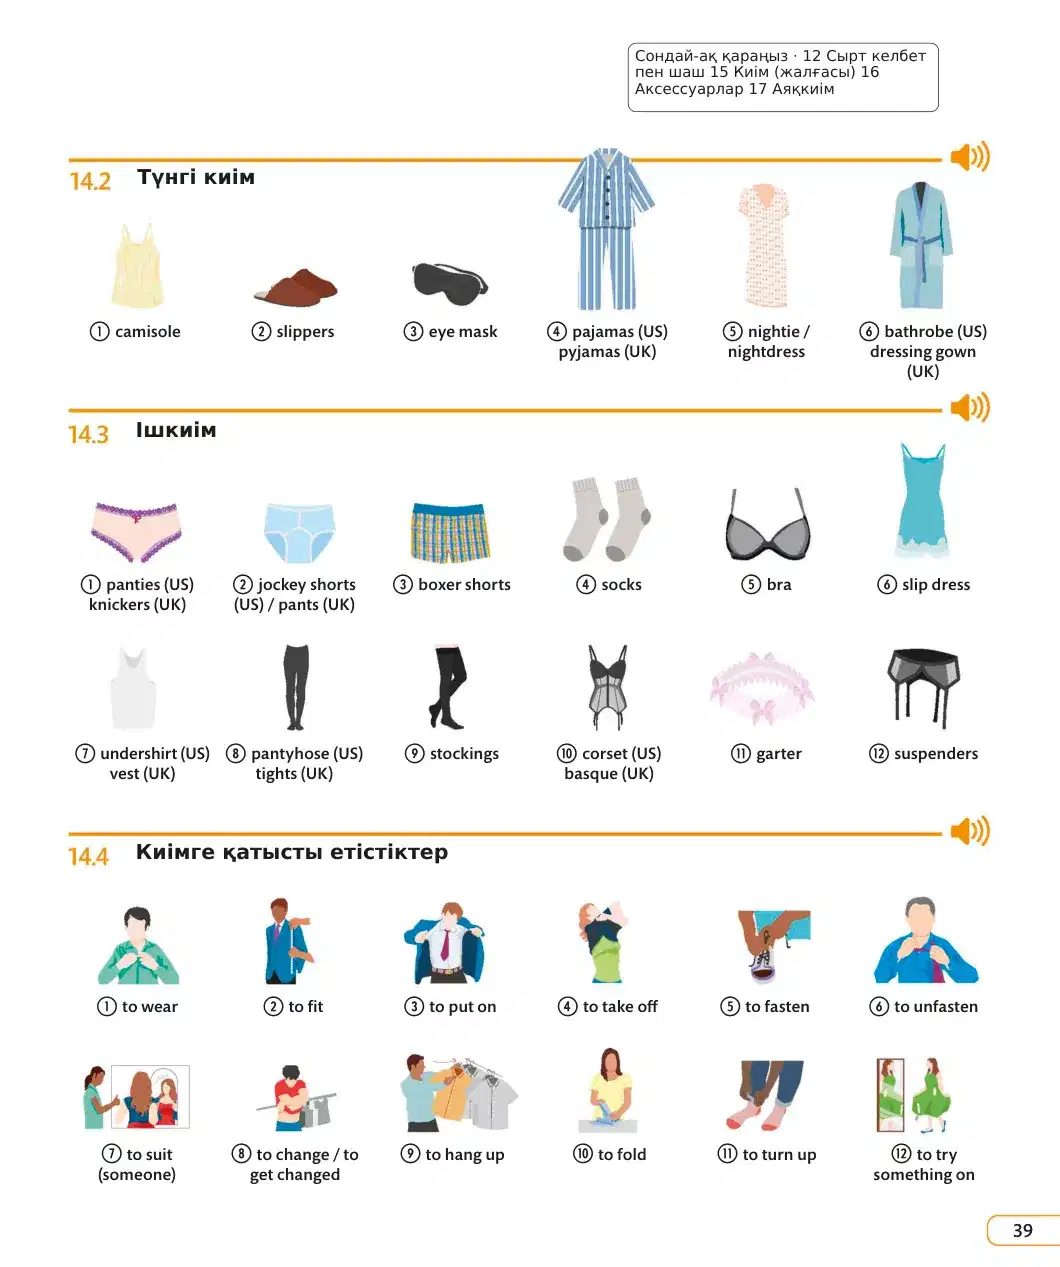 Сондай-ақ қараңыз · 12 Сырт келбет
пен шаш 15 Киім (жалғасы) 16
Аксессуарлар 17 Аяқкиім
14.2 Түнгі киім
① camisole
② slippers
③ eye mask
④ pajamas (US)
pyjamas (UK)
⑤ nightie /
nightdress
⑥ bathrobe (US)
dressing gown
(UK)
14.3 Ішкиім
① panties (US)
knickers (UK)
② jockey shorts
(US) / pants (UK)
③ boxer shorts
④ socks
⑤ bra
⑥ slip dress
⑦ undershirt (US)
vest (UK)
⑧ pantyhose (US)
tights (UK)
⑨ stockings
⑩ corset (US)
basque (UK)
⑪ garter
⑫ suspenders
14.4 Киімге қатысты етістіктер
① to wear
② to fit
③ to put on
④ to take off
⑤ to fasten
⑥ to unfasten
⑦ to suit
(someone)
⑧ to change / to
get changed
⑨ to hang up
⑩ to fold
⑪ to turn up
⑫ to try
something on
39